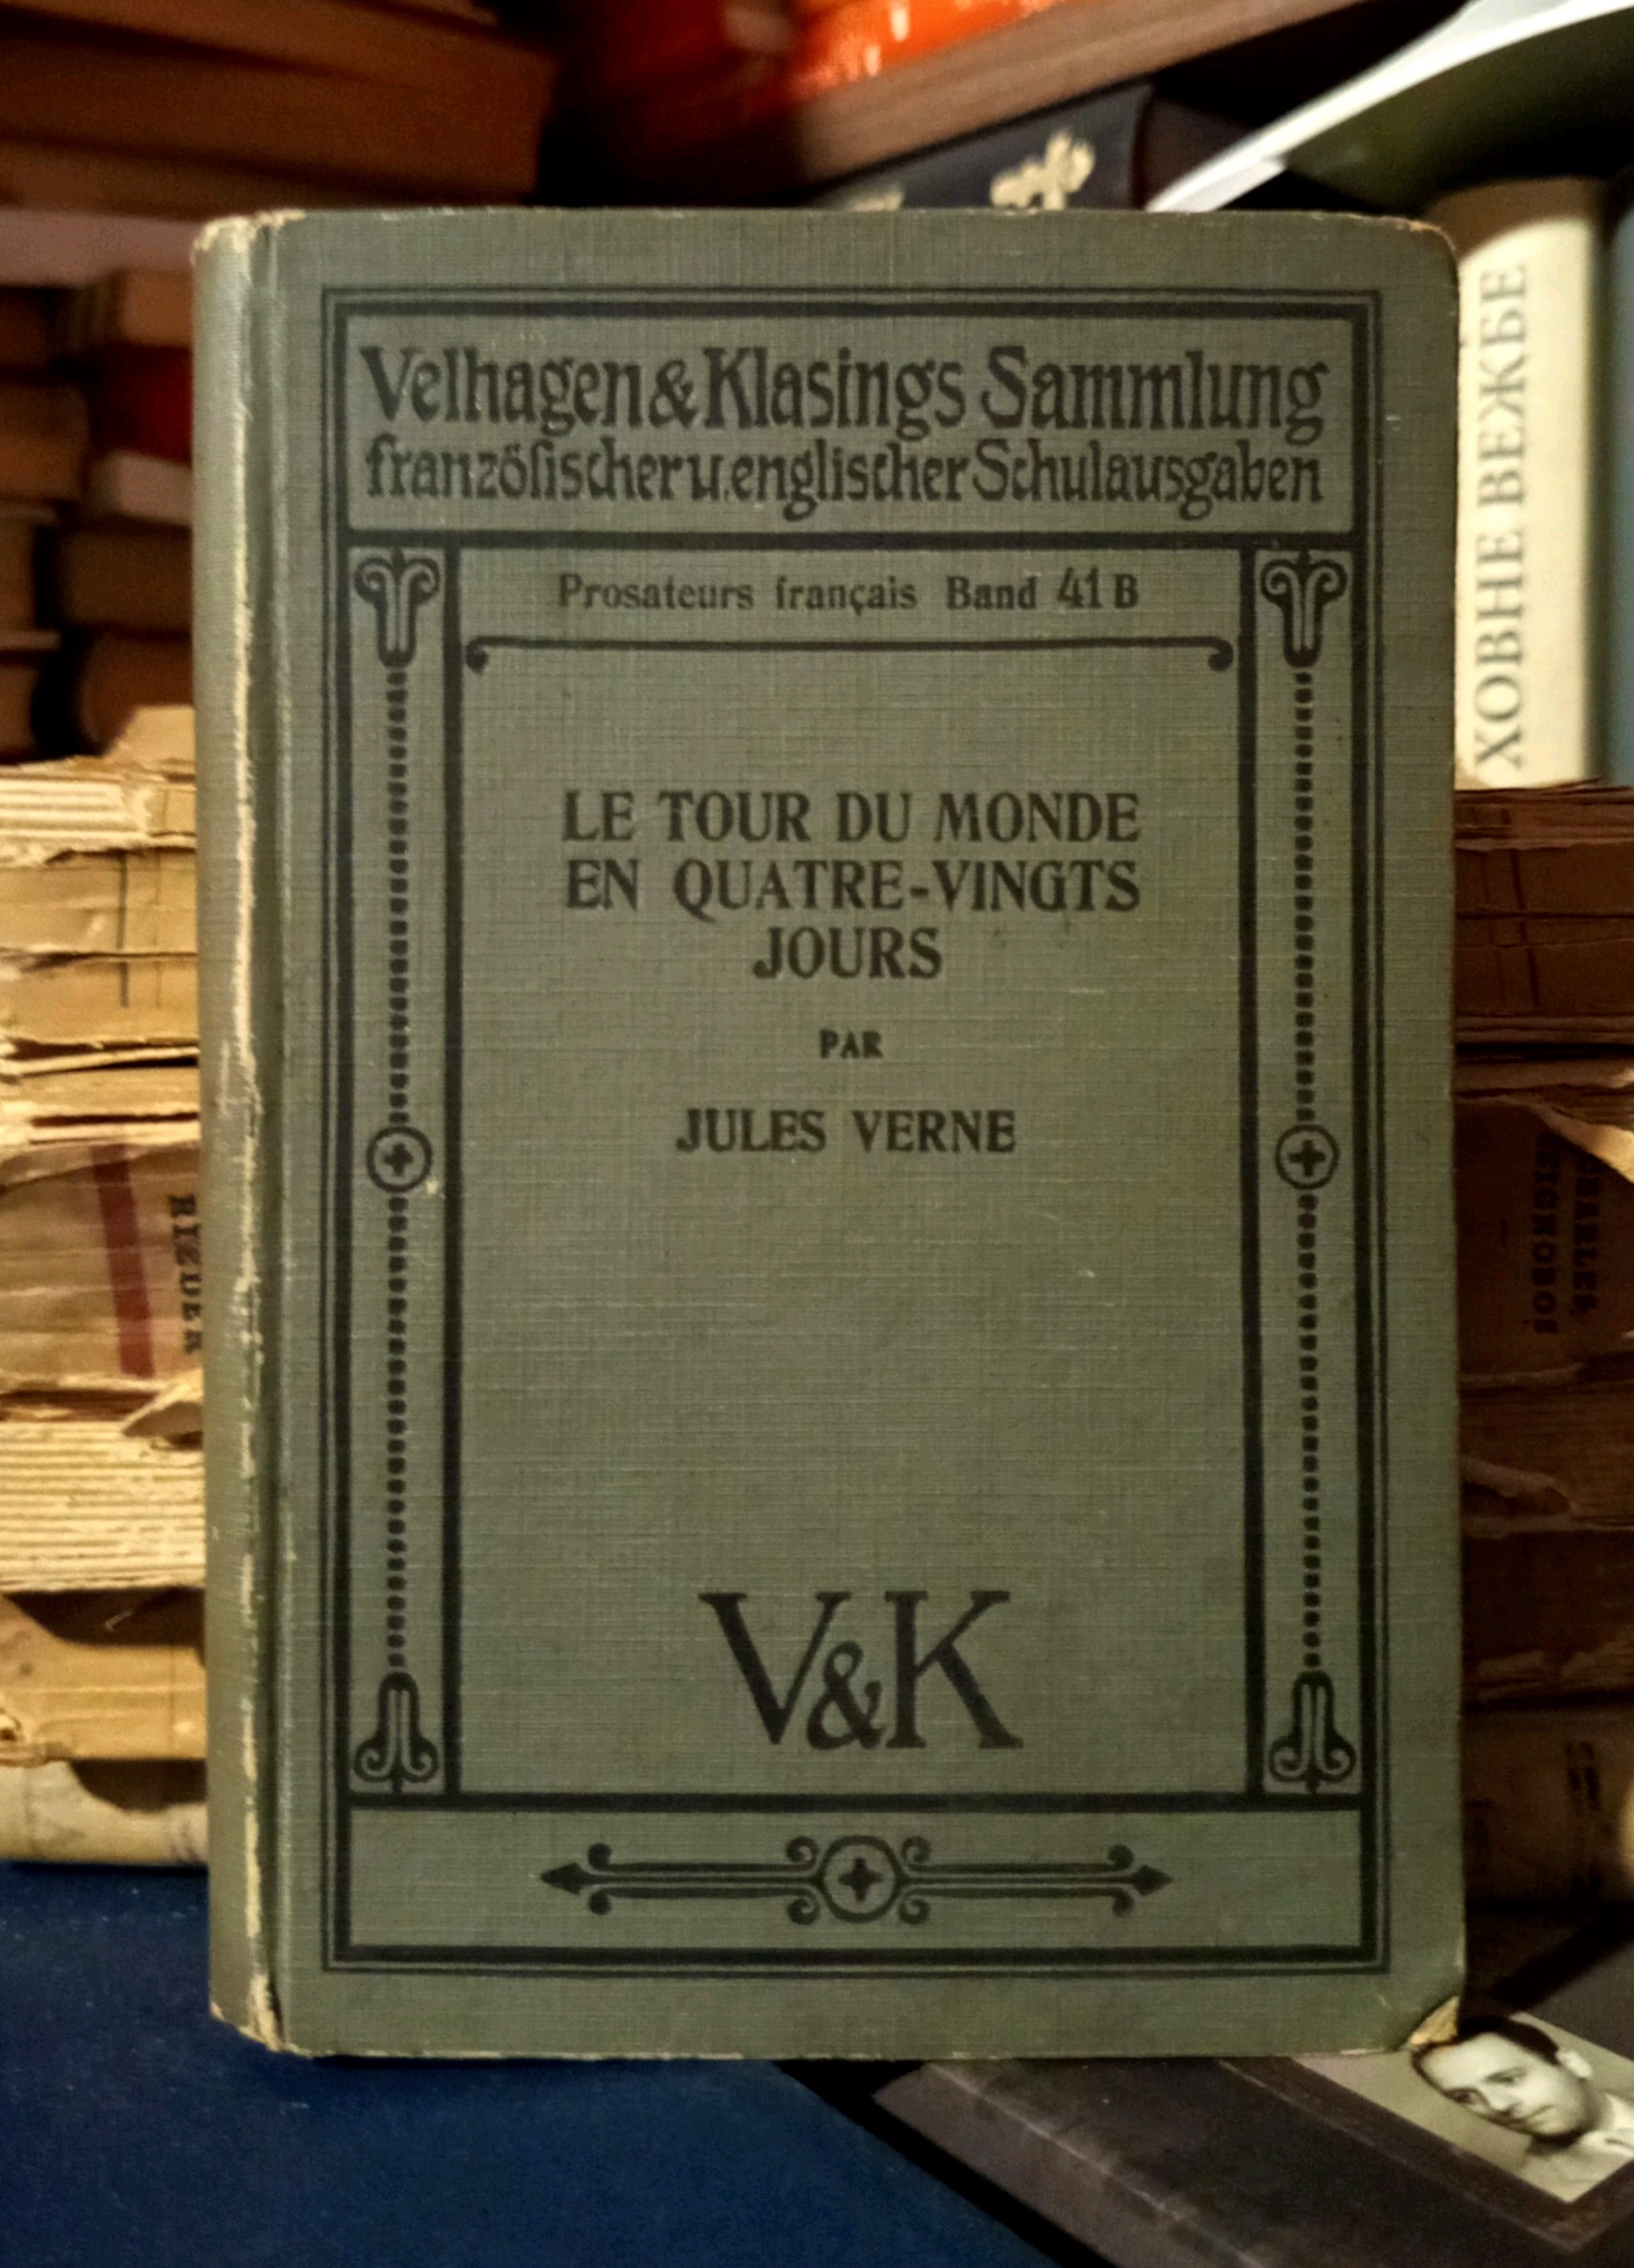 Velhagen & Klasings Sammlung
franzöſischer u. englischer Schulausgaben
Prosateurs français Band 41 B
LE TOUR DU MONDE
EN QUATRE-VINGTS
JOURS
PAR
JULES VERNE
V&K
ХОВНЕ ВЕЖБЕ
CHARLES